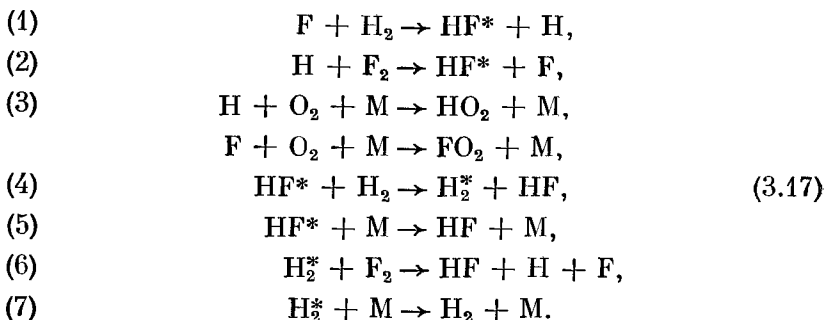 (1) F + H₂ → HF* + H,
(2) H + F₂ → HF* + F,
(3) H + O₂ + M → HO₂ + M,
F + O₂ + M → FO₂ + M,
(4) HF* + H₂ → H₂* + HF, (3.17)
(5) HF* + M → HF + M,
(6) H₂* + F₂ → HF + H + F,
(7) H₂* + M → H₂ + M.